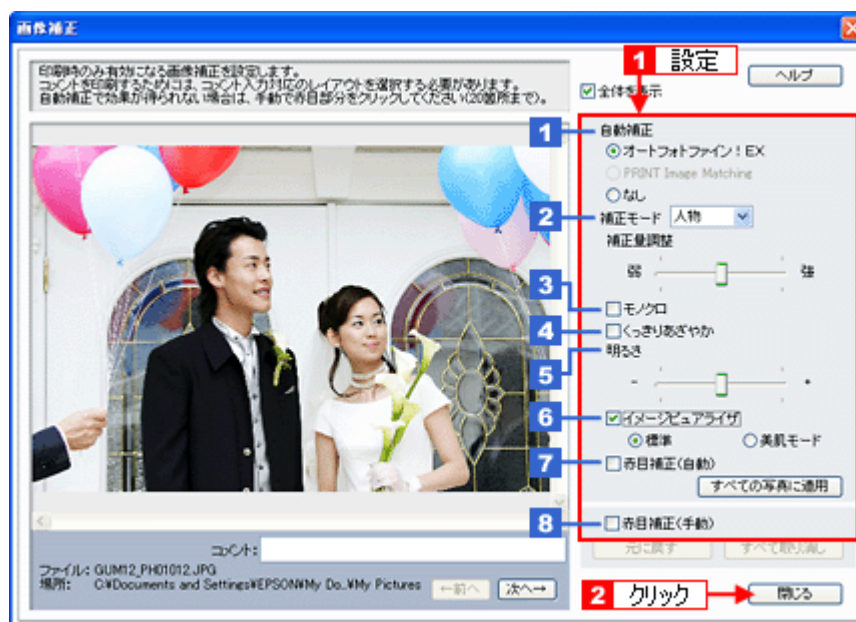 画像補正
印刷時のみ有効になる画像補正を設定します。
コメントを印刷するためには、コメント入力対応のレイアウトを選択する必要があります。
自動補正で効果が得られない場合は、手動で赤目部分をクリックしてください(20箇所まで)。
1 設定
ヘルプ
全体を表示
1 自動補正
オートフォトファイン!EX
PRINT Image Matching
なし
2 補正モード 人物
補正量調整
弱 強
3 モノクロ
4 くっきりあざやか
5 明るさ
- +
6 イメージピュアライザ
標準 美肌モード
7 赤目補正(自動)
すべての写真に適用
8 赤目補正(手動)
元に戻す すべて取り消し
コメント:
ファイル: GUM12_PH01012.JPG
場所: C:¥Documents and Settings¥EPSON¥My Do..¥My Pictures
←前へ 次へ→
2 クリック 閉じる